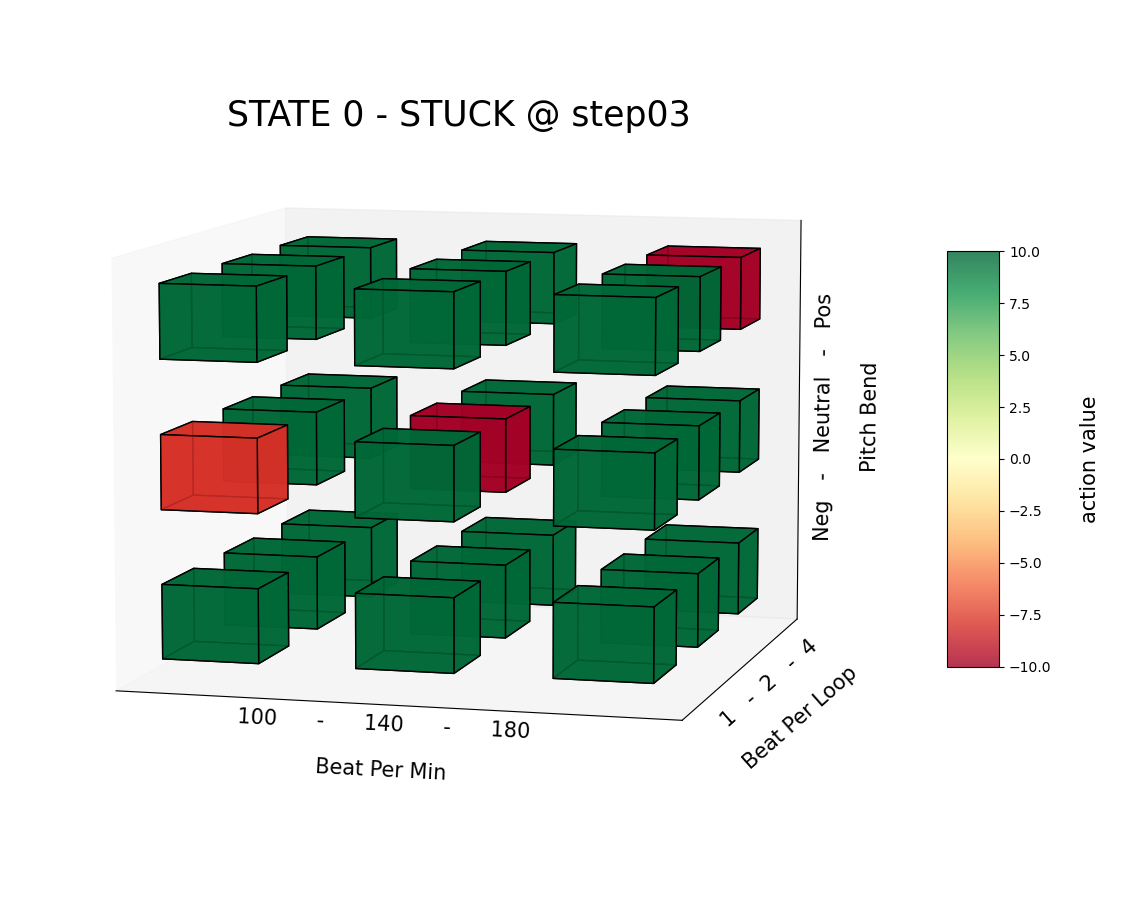 STATE 0 - STUCK @ step03
Neg - Neutral - Pos
Pitch Bend
1 - 2 - 4
Beat Per Loop
100 - 140 - 180
Beat Per Min
10.0
7.5
5.0
2.5
0.0
−2.5
−5.0
−7.5
−10.0
action value